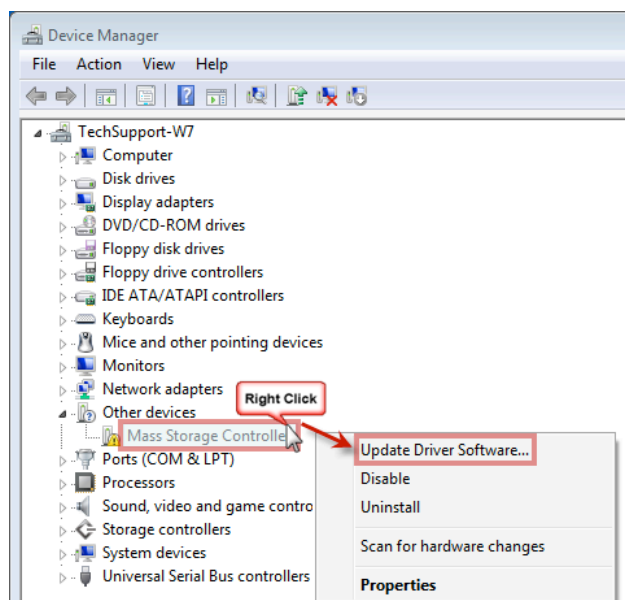 Device Manager
File Action View Help
TechSupport-W7
Computer
Disk drives
Display adapters
DVD/CD-ROM drives
Floppy disk drives
Floppy drive controllers
IDE ATA/ATAPI controllers
Keyboards
Mice and other pointing devices
Monitors
Network adapters
Right Click
Other devices
Mass Storage Controlle
Update Driver Software...
Ports (COM & LPT)
Disable
Processors
Uninstall
Sound, video and game contro
Storage controllers
Scan for hardware changes
System devices
Universal Serial Bus controllers
Properties